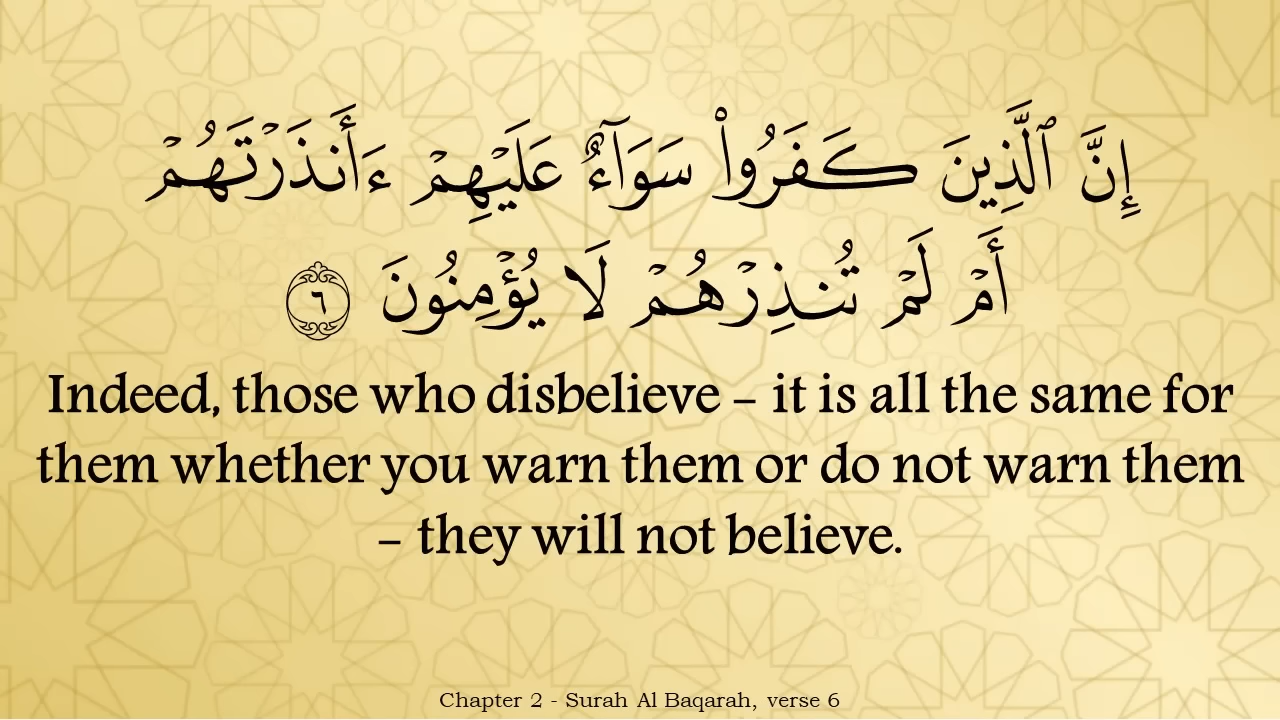 إِنَّ ٱلَّذِينَ كَفَرُوا۟ سَوَآءٌ عَلَيْهِمْ ءَأَنذَرْتَهُمْ
أَمْ لَمْ تُنذِرْهُمْ لَا يُؤْمِنُونَ ٦
Indeed, those who disbelieve – it is all the same for
them whether you warn them or do not warn them
– they will not believe.
Chapter 2 - Surah Al Baqarah, verse 6